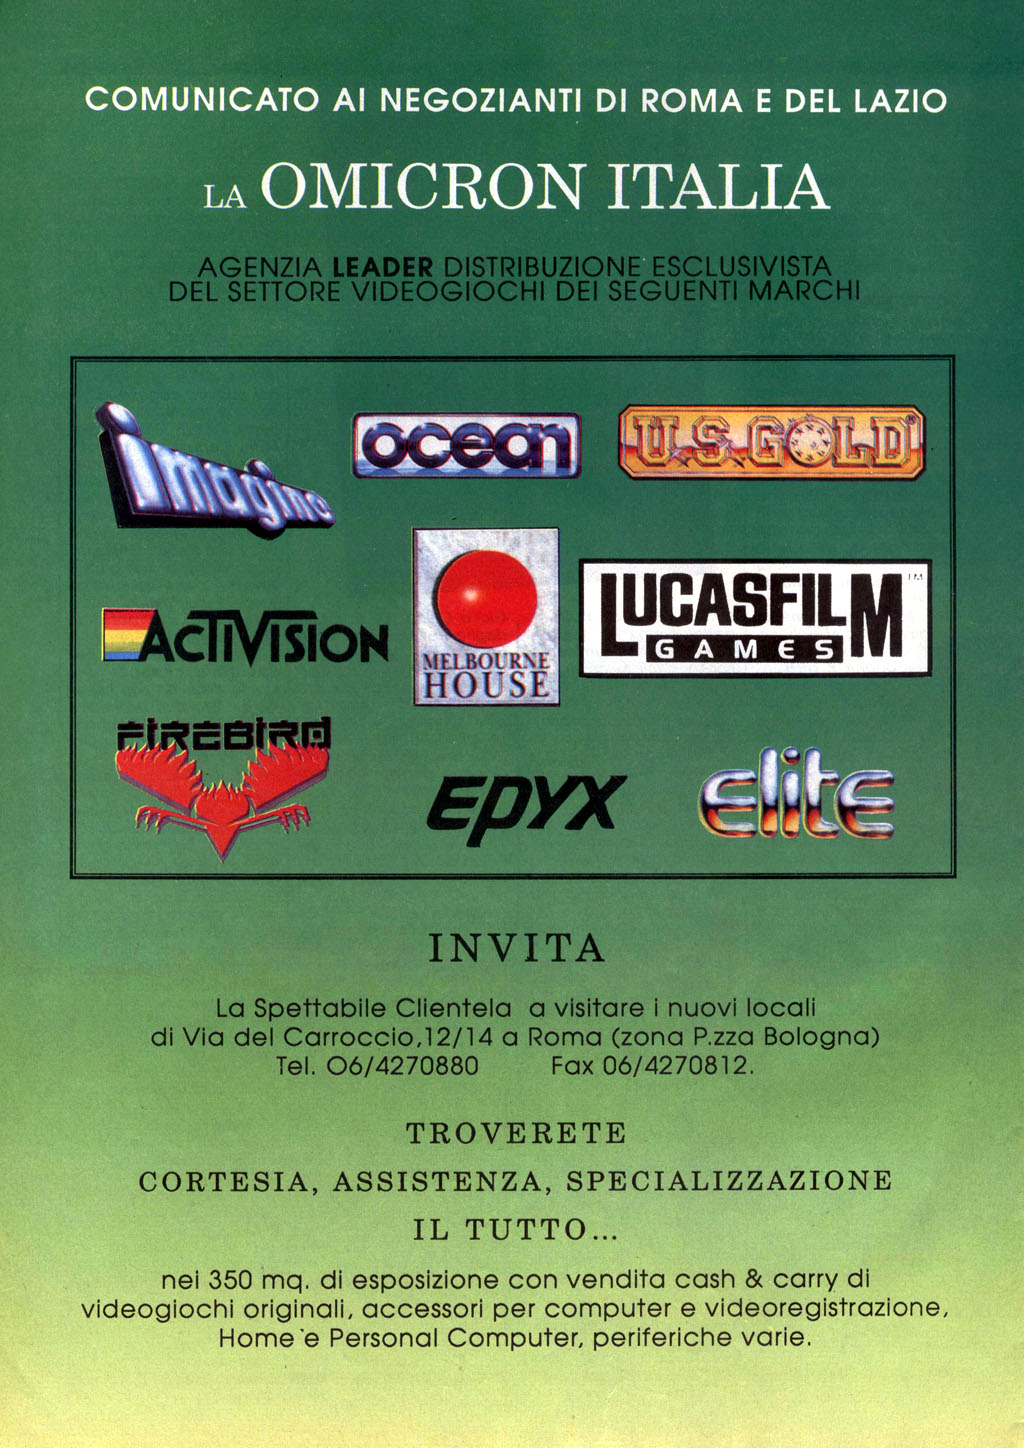 COMUNICATO AI NEGOZIANTI DI ROMA E DEL LAZIO
LA OMICRON ITALIA
AGENZIA LEADER DISTRIBUZIONE ESCLUSIVISTA
DEL SETTORE VIDEOGIOCHI DEI SEGUENTI MARCHI
imagine
ocean
U.S. GOLD®
ACTIVISION
MELBOURNE
HOUSE
LUCASFILM™
GAMES
FIREBIRD
EPYX
elite
INVITA
La Spettabile Clientela a visitare i nuovi locali
di Via del Carroccio,12/14 a Roma (zona P.zza Bologna)
Tel. 06/4270880 Fax 06/4270812.
TROVERETE
CORTESIA, ASSISTENZA, SPECIALIZZAZIONE
IL TUTTO...
nei 350 mq. di esposizione con vendita cash & carry di
videogiochi originali, accessori per computer e videoregistrazione,
Home e Personal Computer, periferiche varie.